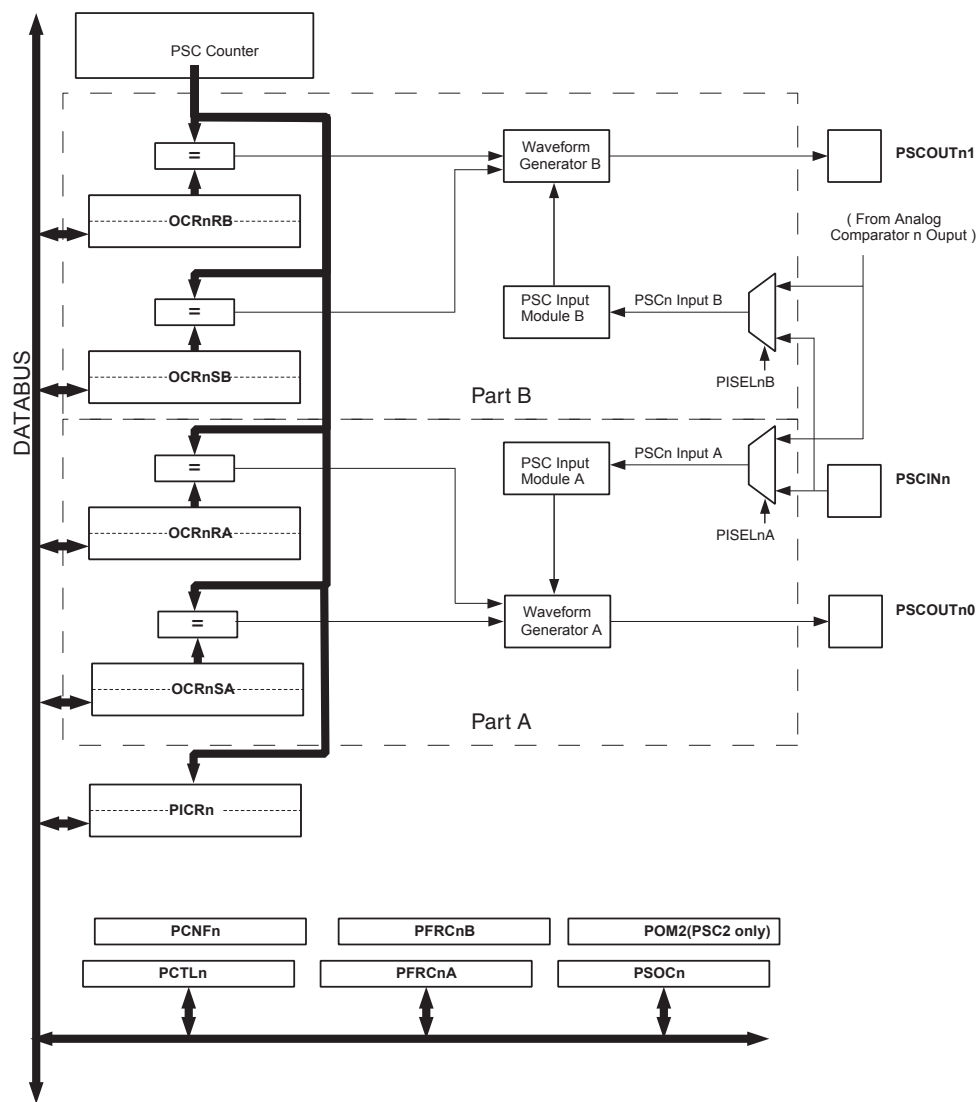 PSC Counter
=
Waveform
Generator B
PSCOUTn1
OCRnRB
( From Analog
Comparator n Ouput )
=
PSC Input
Module B
PSCn Input B
OCRnSB
PISELnB
Part B
DATABUS
=
PSC Input
Module A
PSCn Input A
PSCINn
OCRnRA
PISELnA
=
Waveform
Generator A
PSCOUTn0
OCRnSA
Part A
PICRn
PCNFn
PFRCnB
POM2(PSC2 only)
PCTLn
PFRCnA
PSOCn